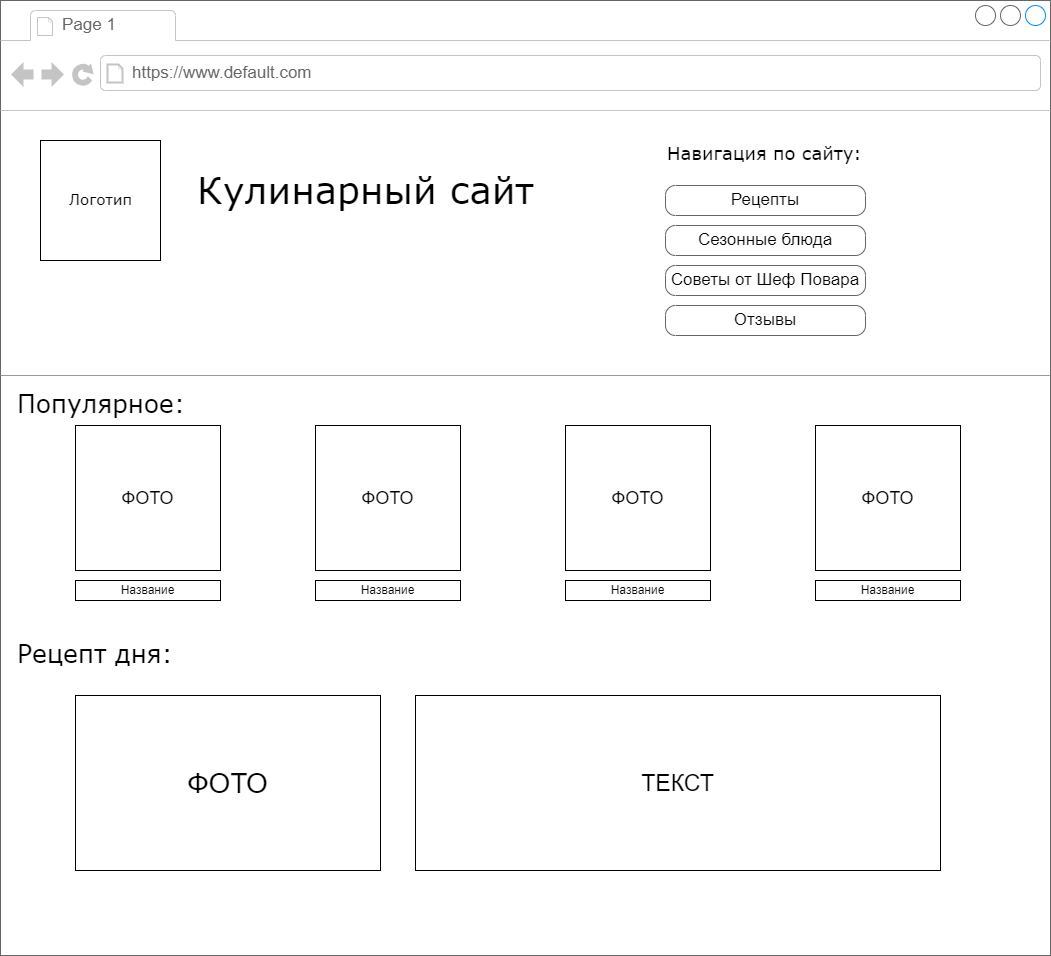 Page 1
https://www.default.com
Логотип
Кулинарный сайт
Навигация по сайту:
Рецепты
Сезонные блюда
Советы от Шеф Повара
Отзывы
Популярное:
ФОТО
ФОТО
ФОТО
ФОТО
Название
Название
Название
Название
Рецепт дня:
ФОТО
ТЕКСТ